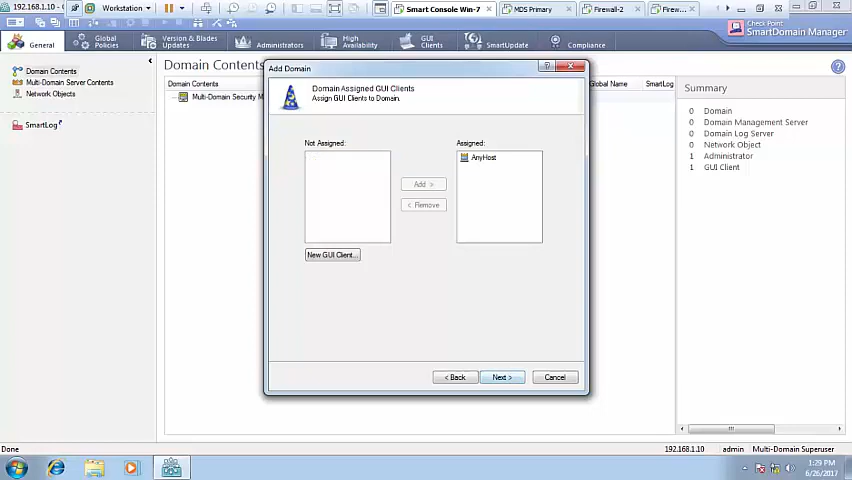 192.168.1.10
Workstation
Smart Console Win-7
MDS Primary
Firewall-2
Firew...
General
Global Policies
Version & Blades Updates
Administrators
High Availability
GUI Clients
SmartUpdate
Compliance
Check Point
SmartDomain Manager
Domain Contents
Multi-Domain Server Contents
Network Objects
SmartLog
Domain Contents
Domain Contents
Global Name
SmartLog
Multi-Domain Security M
Add Domain
Domain Assigned GUI Clients
Assign GUI Clients to Domain.
Not Assigned:
Assigned:
AnyHost
Add >
< Remove
New GUI Client...
< Back
Next >
Cancel
Summary
0 Domain
0 Domain Management Server
0 Domain Log Server
0 Network Object
1 Administrator
1 GUI Client
Done
192.168.1.10
admin
Multi-Domain Superuser
1:29 PM
6/26/2017